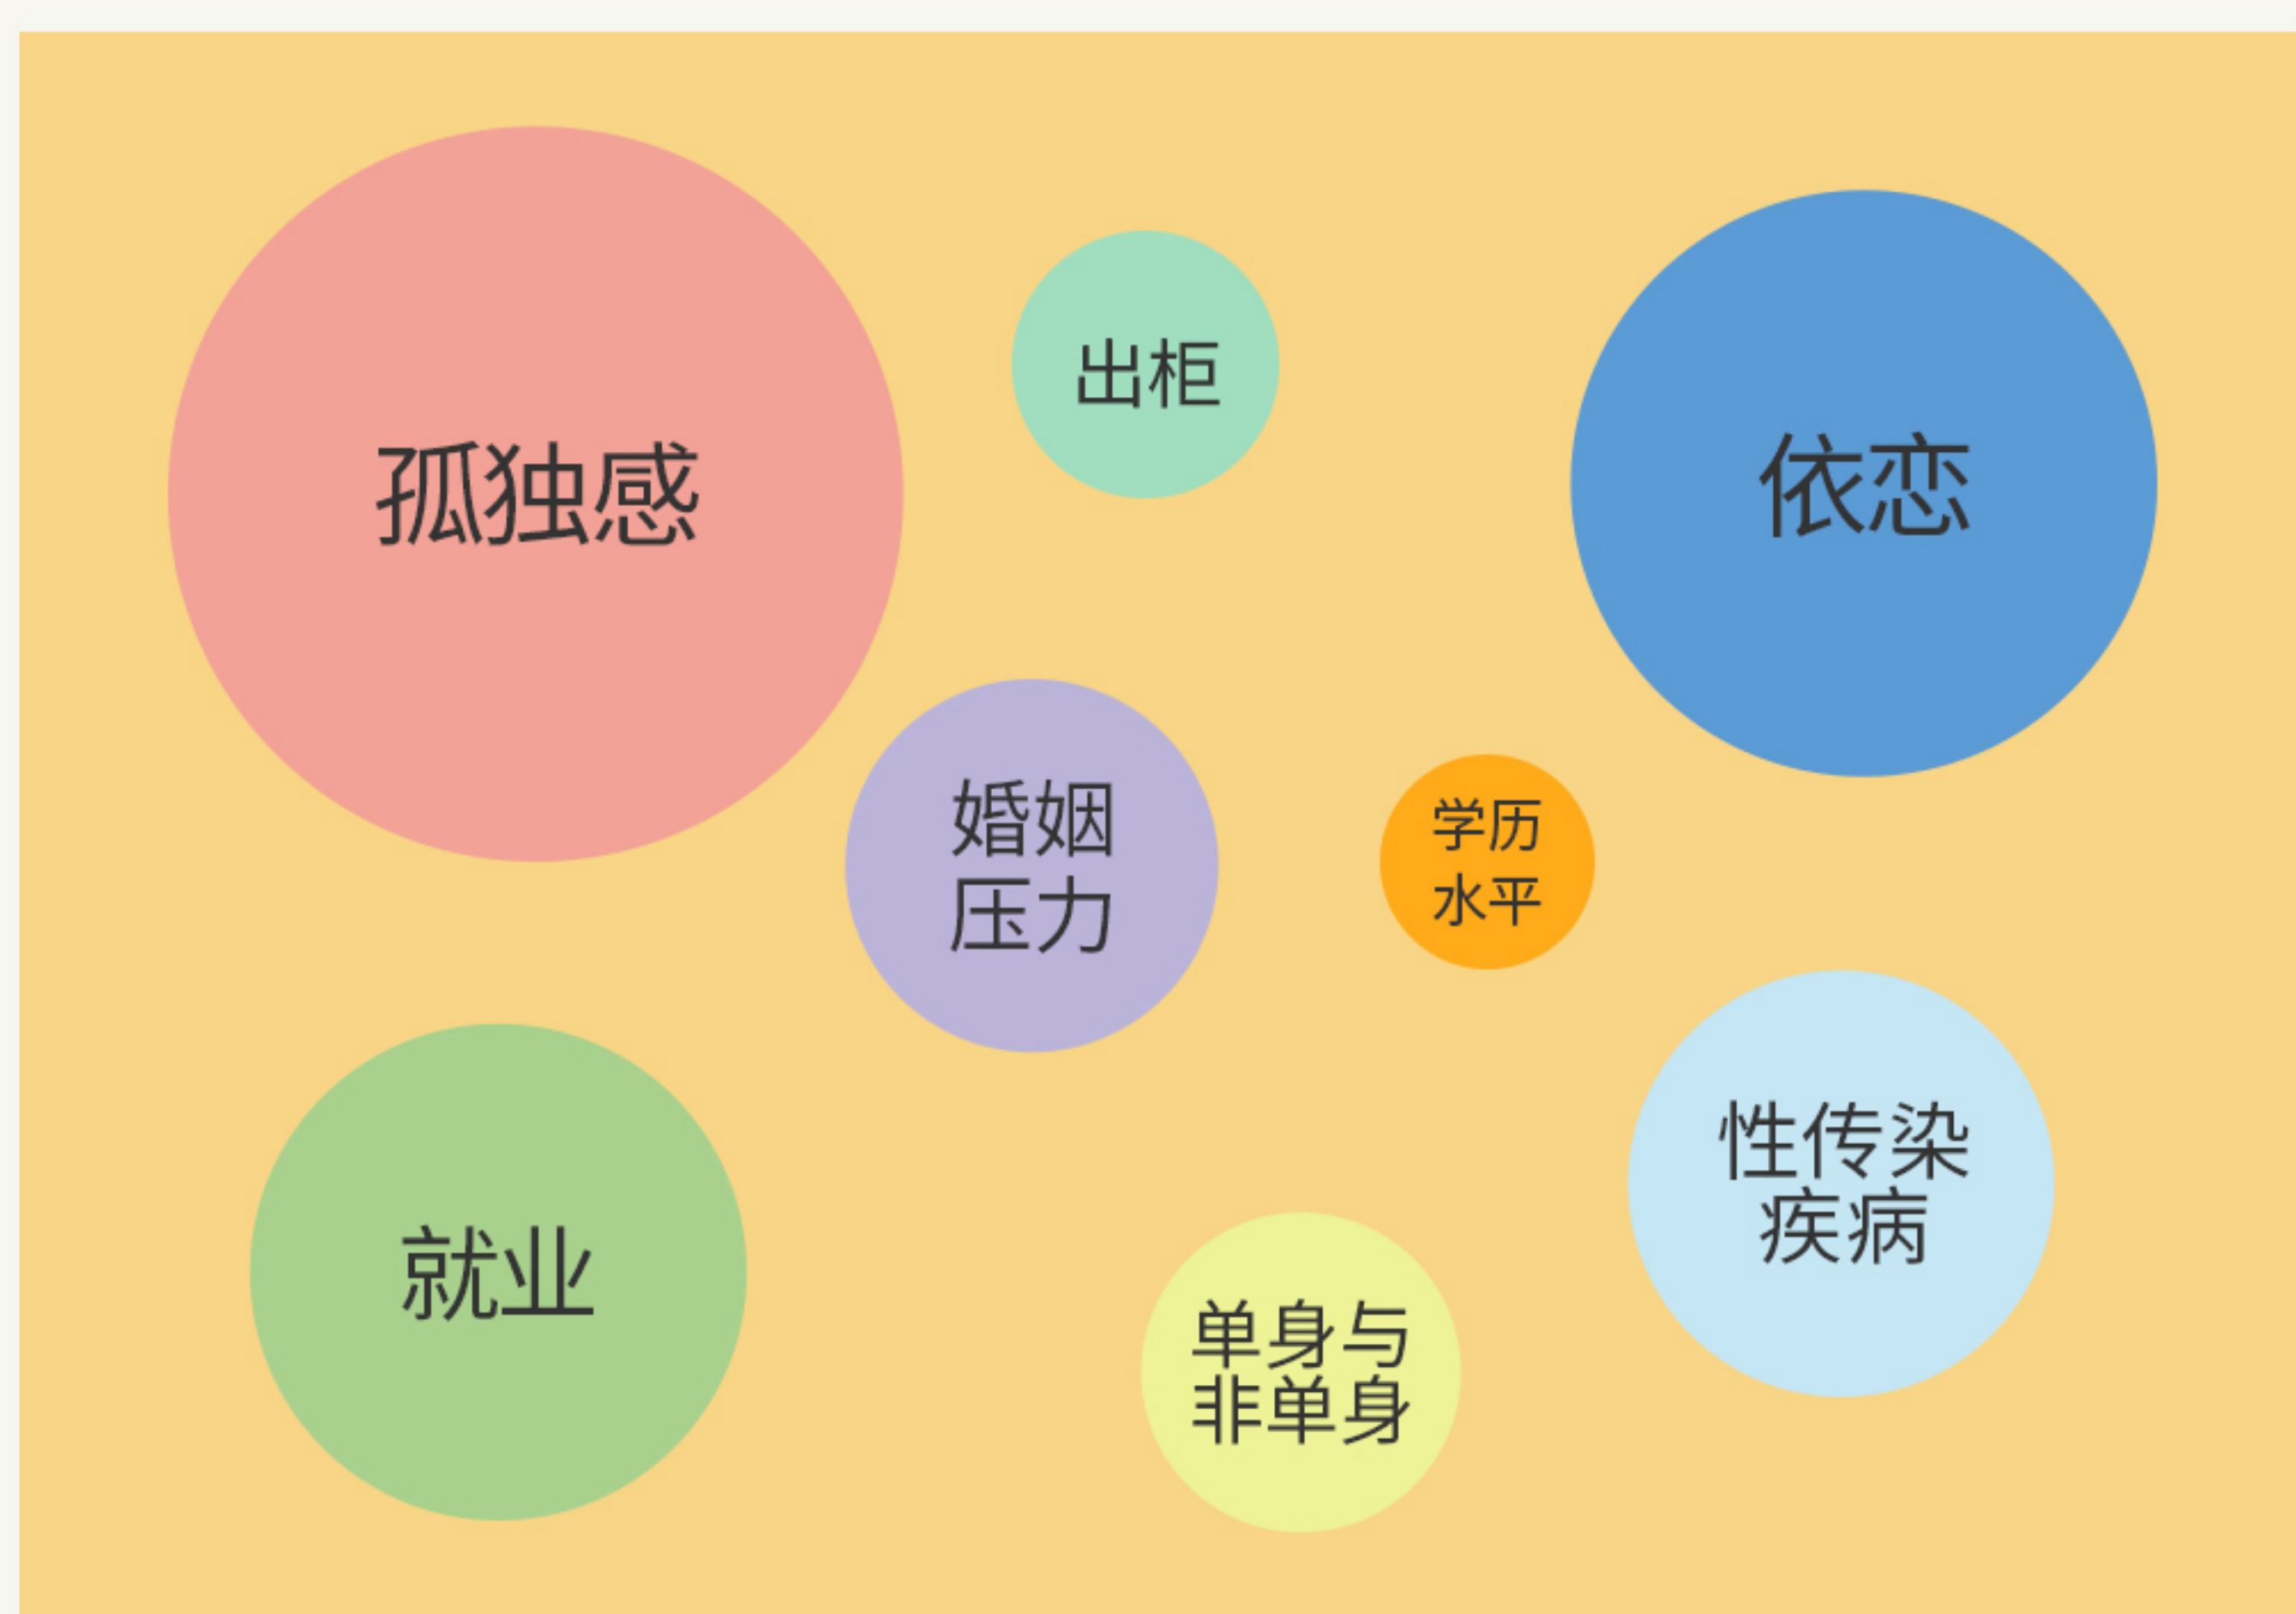 孤独感
出柜
依恋
婚姻
压力
学历
水平
就业
性传染
疾病
单身与
非单身